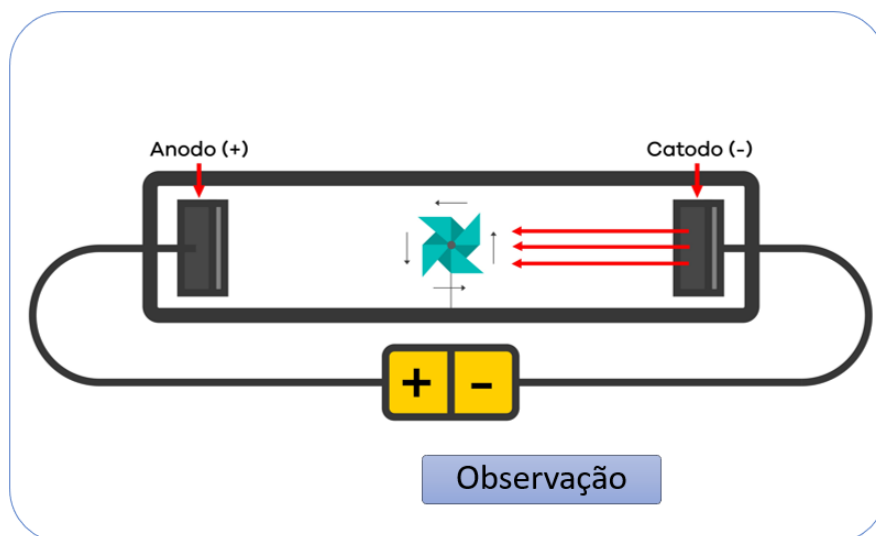 Anodo (+)
Catodo (-)
+ -
Observação